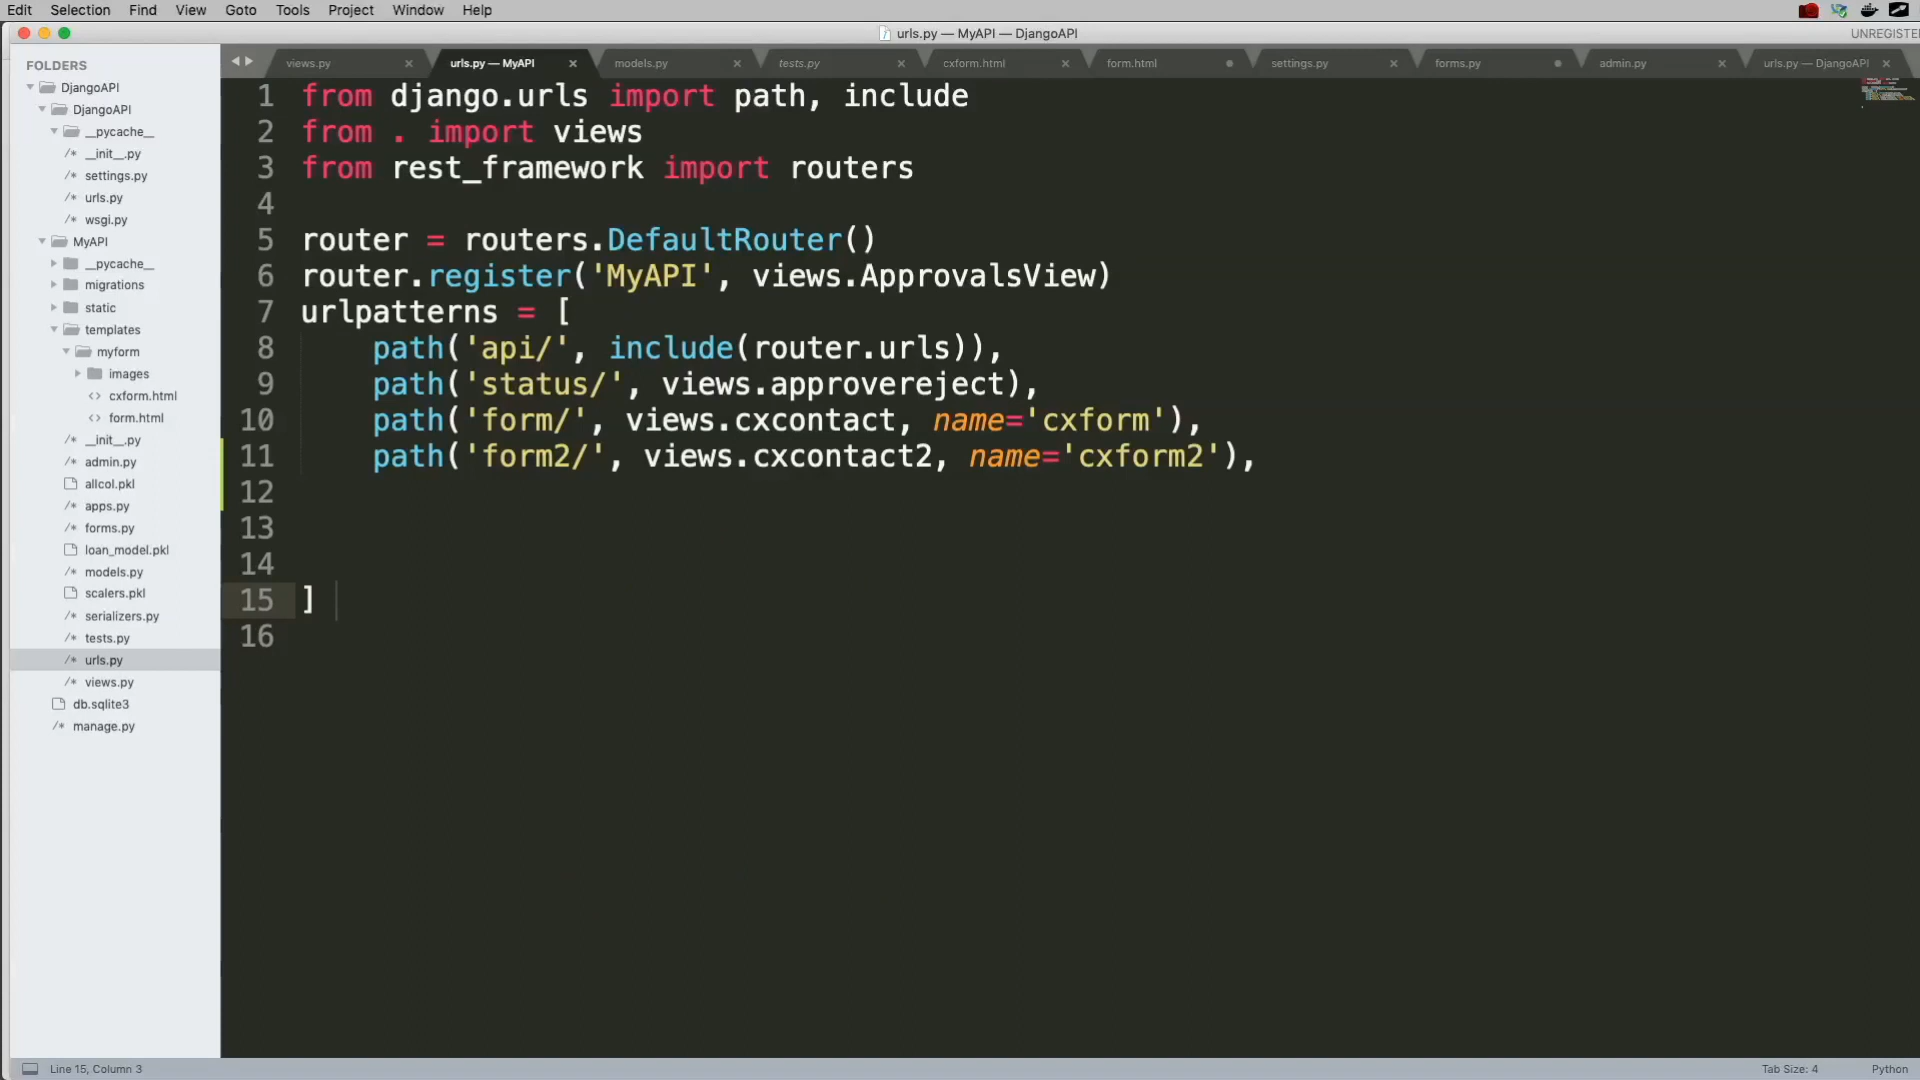 Edit Selection Find View Goto Tools Project Window Help
urls.py — MyAPI — DjangoAPI
UNREGISTE
FOLDERS
DjangoAPI
DjangoAPI
__pycache__
/* __init__.py
/* settings.py
/* urls.py
/* wsgi.py
MyAPI
__pycache__
migrations
static
templates
myform
images
<> cxform.html
<> form.html
/* __init__.py
/* admin.py
allcol.pkl
/* apps.py
/* forms.py
loan_model.pkl
/* models.py
scalers.pkl
/* serializers.py
/* tests.py
/* urls.py
/* views.py
db.sqlite3
/* manage.py
views.py × urls.py — MyAPI × models.py × tests.py × cxform.html × form.html settings.py × forms.py admin.py × urls.py — DjangoAPI ×
1 from django.urls import path, include
2 from . import views
3 from rest_framework import routers
4
5 router = routers.DefaultRouter()
6 router.register('MyAPI', views.ApprovalsView)
7 urlpatterns = [
8 path('api/', include(router.urls)),
9 path('status/', views.approvereject),
10 path('form/', views.cxcontact, name='cxform'),
11 path('form2/', views.cxcontact2, name='cxform2'),
12
13
14
15 ]
16
Line 15, Column 3
Tab Size: 4 Python